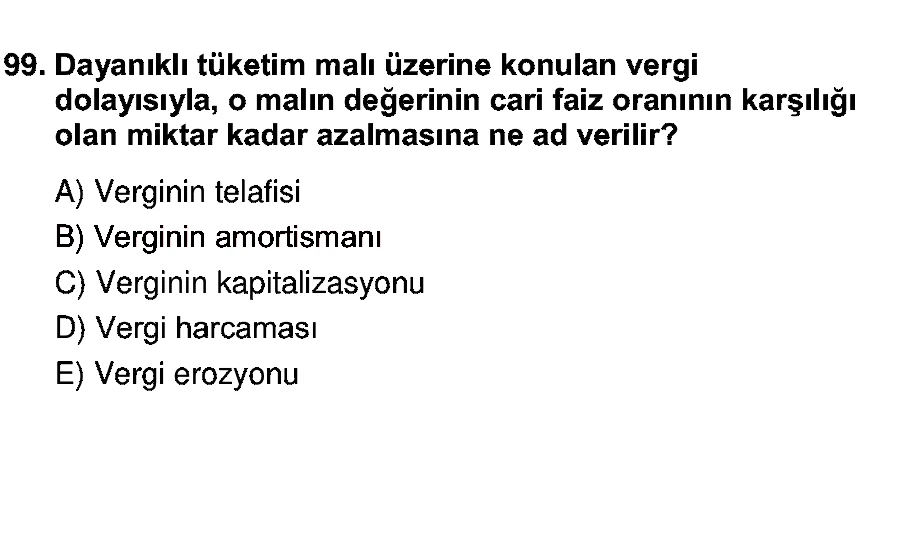 99. Dayanıklı tüketim malı üzerine konulan vergi
dolayısıyla, o malın değerinin cari faiz oranının karşılığı
olan miktar kadar azalmasına ne ad verilir?
A) Verginin telafisi
B) Verginin amortismanı
C) Verginin kapitalizasyonu
D) Vergi harcaması
E) Vergi erozyonu